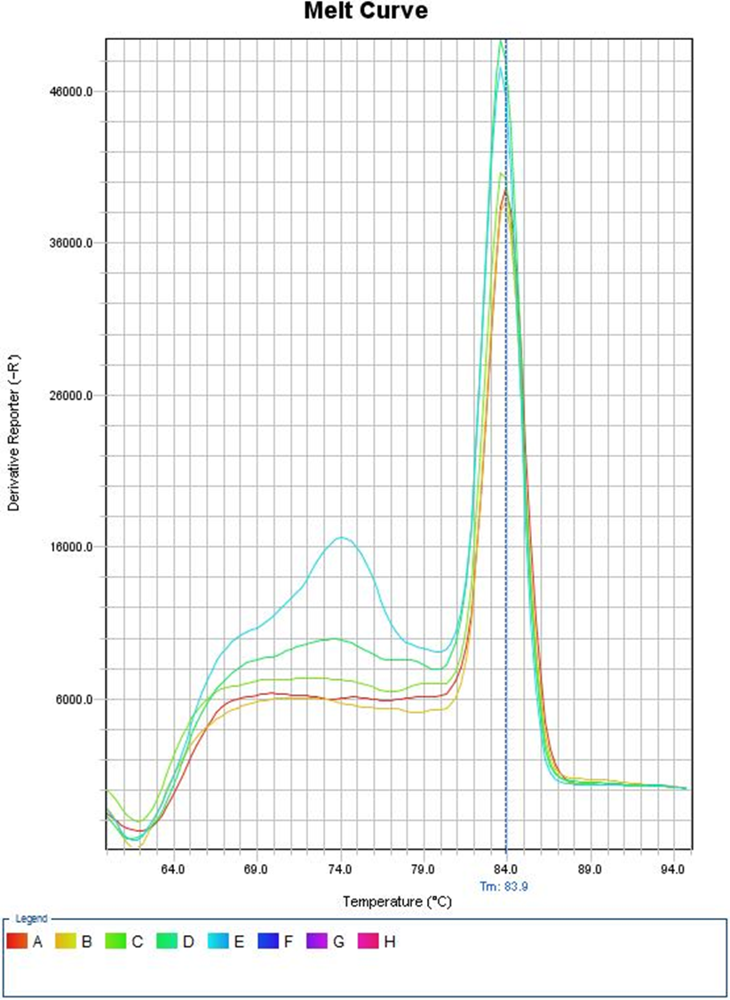 Melt Curve
46000.0
36000.0
26000.0
16000.0
6000.0
Derivative Reporter (-R')
64.0 69.0 74.0 79.0 84.0 89.0 94.0
Tm: 83.9
Temperature (°C)
Legend
A B C D E F G H